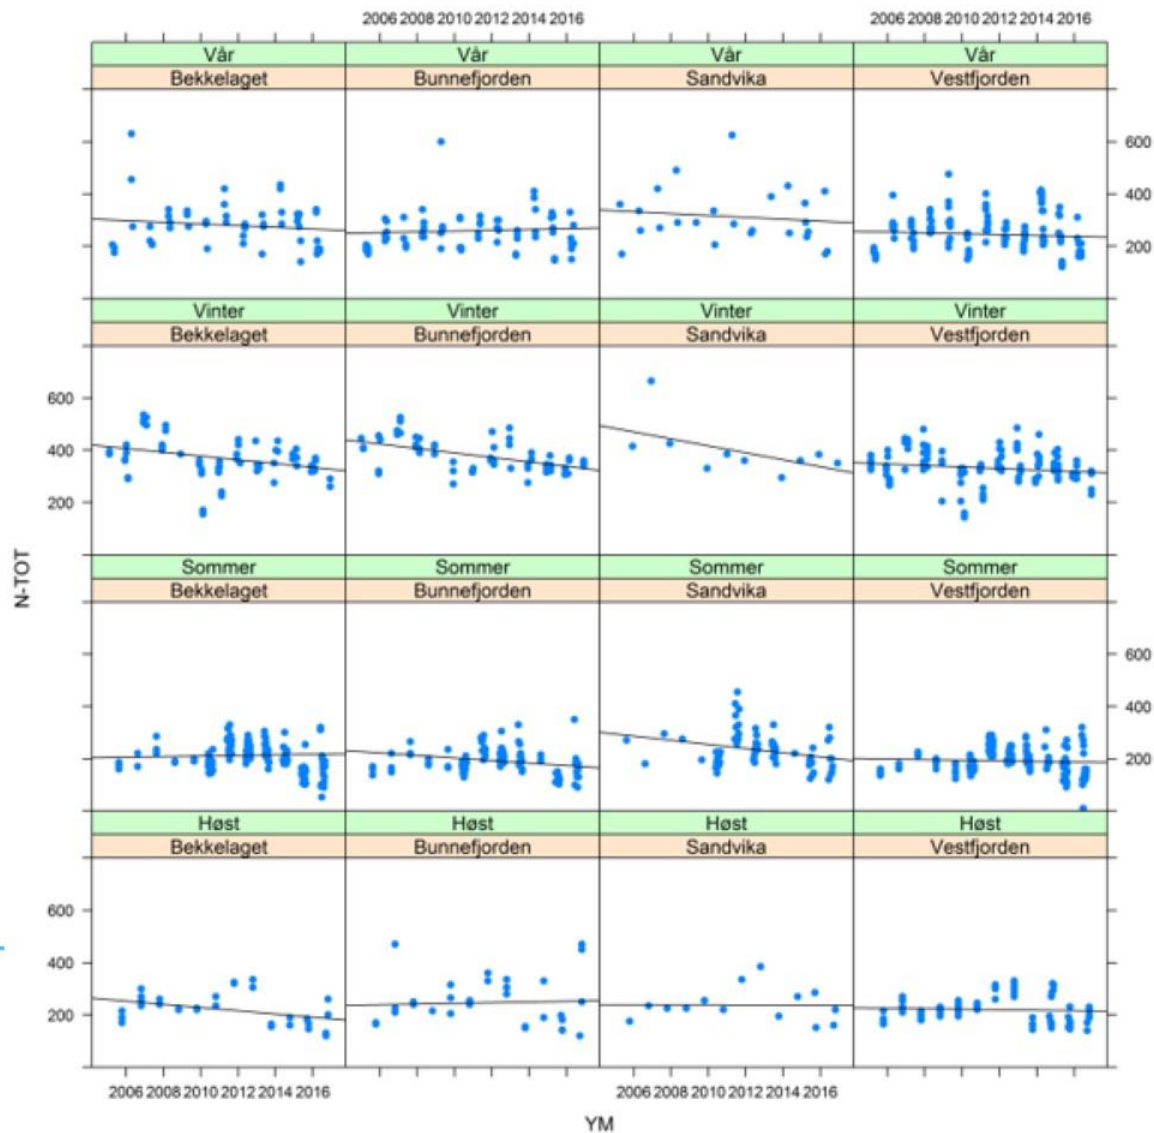 2006 2008 2010 2012 2014 2016 2006 2008 2010 2012 2014 2016
Vår Vår Vår Vår
Bekkelaget Bunnefjorden Sandvika Vestfjorden
600
400
200
Vinter Vinter Vinter Vinter
Bekkelaget Bunnefjorden Sandvika Vestfjorden
600
400
200
N-TOT
Sommer Sommer Sommer Sommer
Bekkelaget Bunnefjorden Sandvika Vestfjorden
600
400
200
Høst Høst Høst Høst
Bekkelaget Bunnefjorden Sandvika Vestfjorden
600
400
200
2006 2008 2010 2012 2014 2016 2006 2008 2010 2012 2014 2016
YM